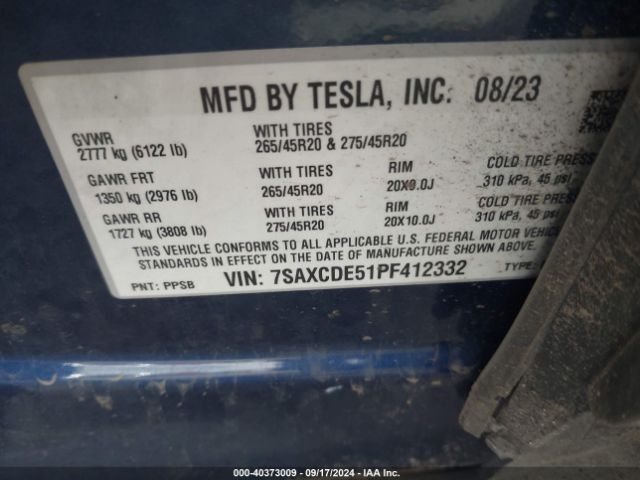 MFD BY TESLA, INC. 08/23
GVWR
2777 kg (6122 lb)
WITH TIRES
265/45R20 & 275/45R20
GAWR FRT
1350 kg (2976 lb)
WITH TIRES
265/45R20
RIM
20X9.0J
COLD TIRE PRESS
310 kPa, 45 psi
GAWR RR
1727 kg (3808 lb)
WITH TIRES
275/45R20
RIM
20X10.0J
COLD TIRE PRESS
310 kPa, 45 psi
THIS VEHICLE CONFORMS TO ALL APPLICABLE U.S. FEDERAL MOTOR VEHICLE
STANDARDS IN EFFECT ON THE DATE OF MANUFACTURE SHOWN ABOVE.
PNT: PPSB
VIN: 7SAXCDE51PF412332
TYPE:
00-40373009 - 09/17/2024 - IAA Inc.